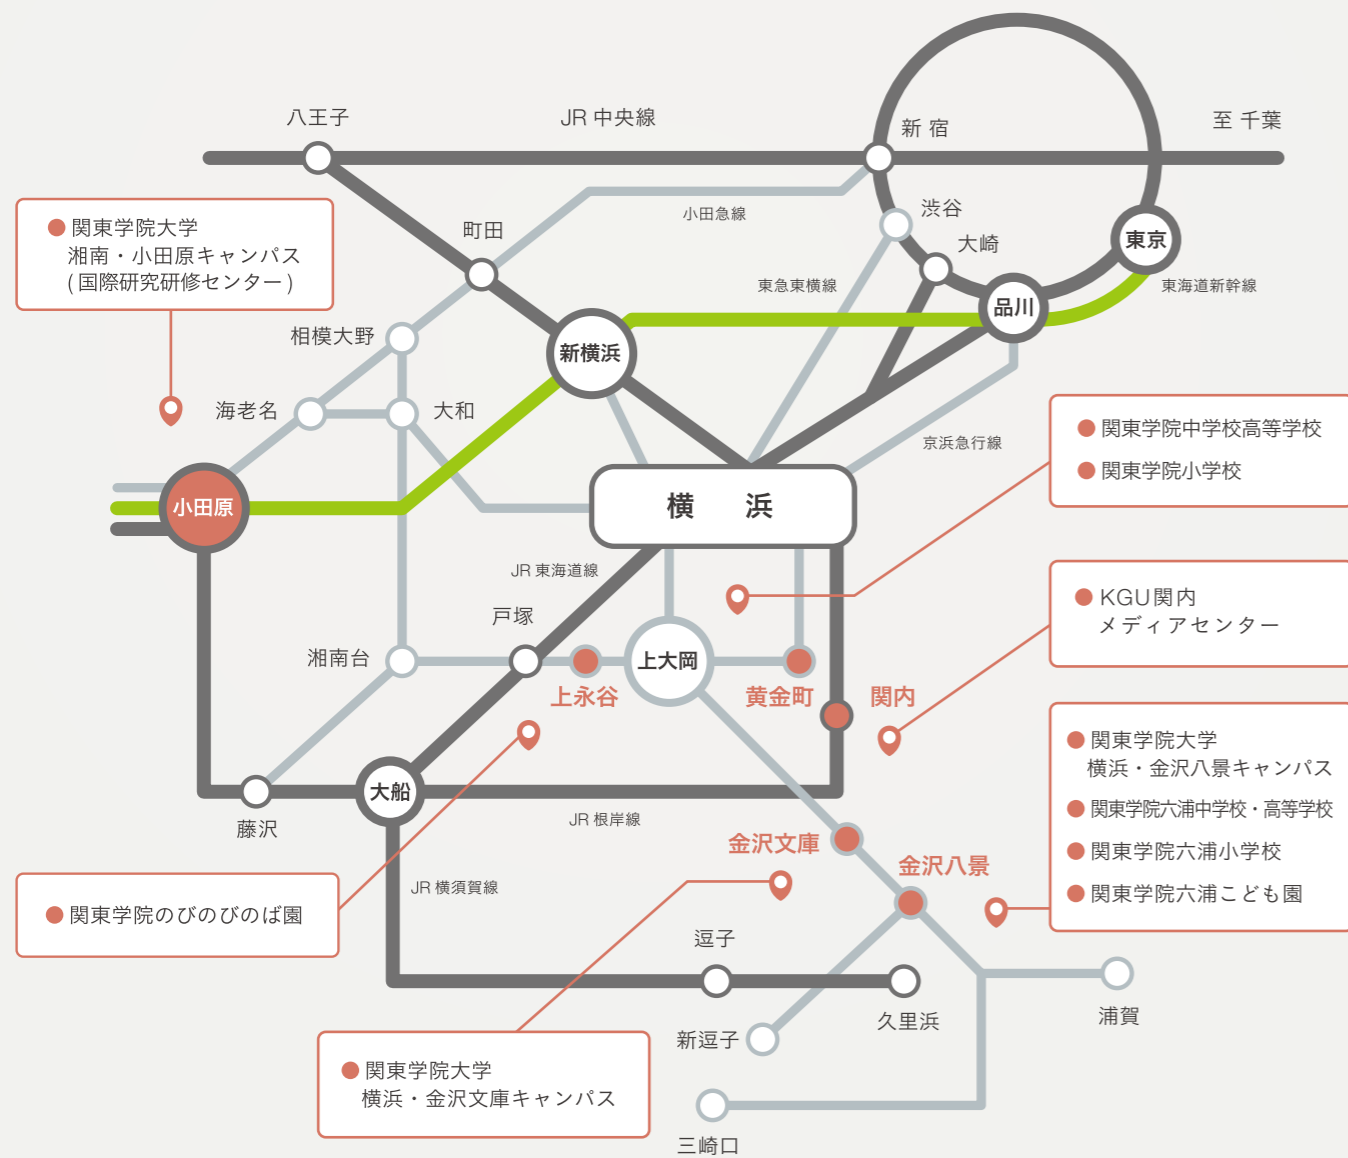 八王子
JR 中央線
新 宿
至 千葉
関東学院大学
湘南・小田原キャンパス
(国際研究研修センター)
町田
小田急線
渋谷
大崎
東京
東急東横線
東海道新幹線
品川
相模大野
新横浜
海老名
大和
京浜急行線
関東学院中学校高等学校
関東学院小学校
小田原
横 浜
JR 東海道線
戸塚
湘南台
上永谷
上大岡
黄金町
関内
KGU関内
メディアセンター
大船
藤沢
JR 根岸線
金沢文庫
金沢八景
関東学院大学
横浜・金沢八景キャンパス
関東学院六浦中学校・高等学校
関東学院六浦小学校
関東学院六浦こども園
JR 横須賀線
関東学院のびのびのば園
逗子
久里浜
浦賀
新逗子
関東学院大学
横浜・金沢文庫キャンパス
三崎口